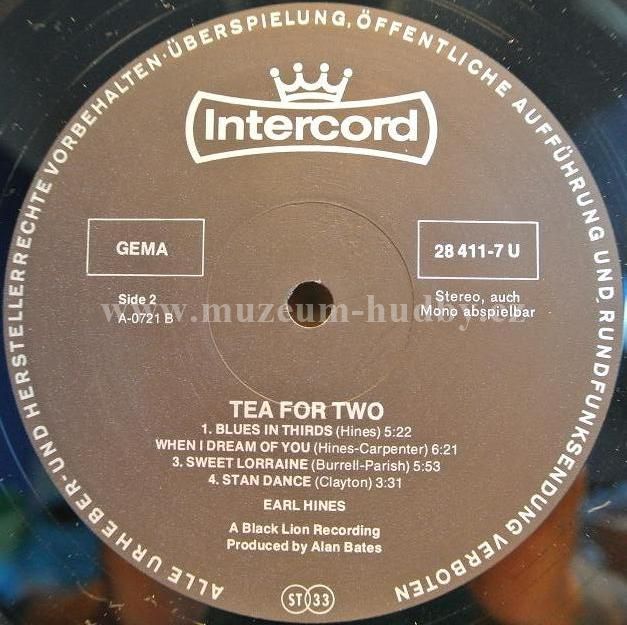 ALLE URHEBER- UND HERSTELLERRECHTE VORBEHALTEN · ÜBERSPIELUNG, ÖFFENTLICHE AUFFÜHRUNG UND, RUNDFUNKSENDUNG VERBOTEN
Intercord
GEMA
28 411-7 U
Side 2
A-0721 B
Stereo, auch
Mono abspielbar
www.muzeum-hudby.cz
TEA FOR TWO
1. BLUES IN THIRDS (Hines) 5:22
WHEN I DREAM OF YOU (Hines-Carpenter) 6:21
3. SWEET LORRAINE (Burrell-Parish) 5:53
4. STAN DANCE (Clayton) 3:31
EARL HINES
A Black Lion Recording
Produced by Alan Bates
ST 33